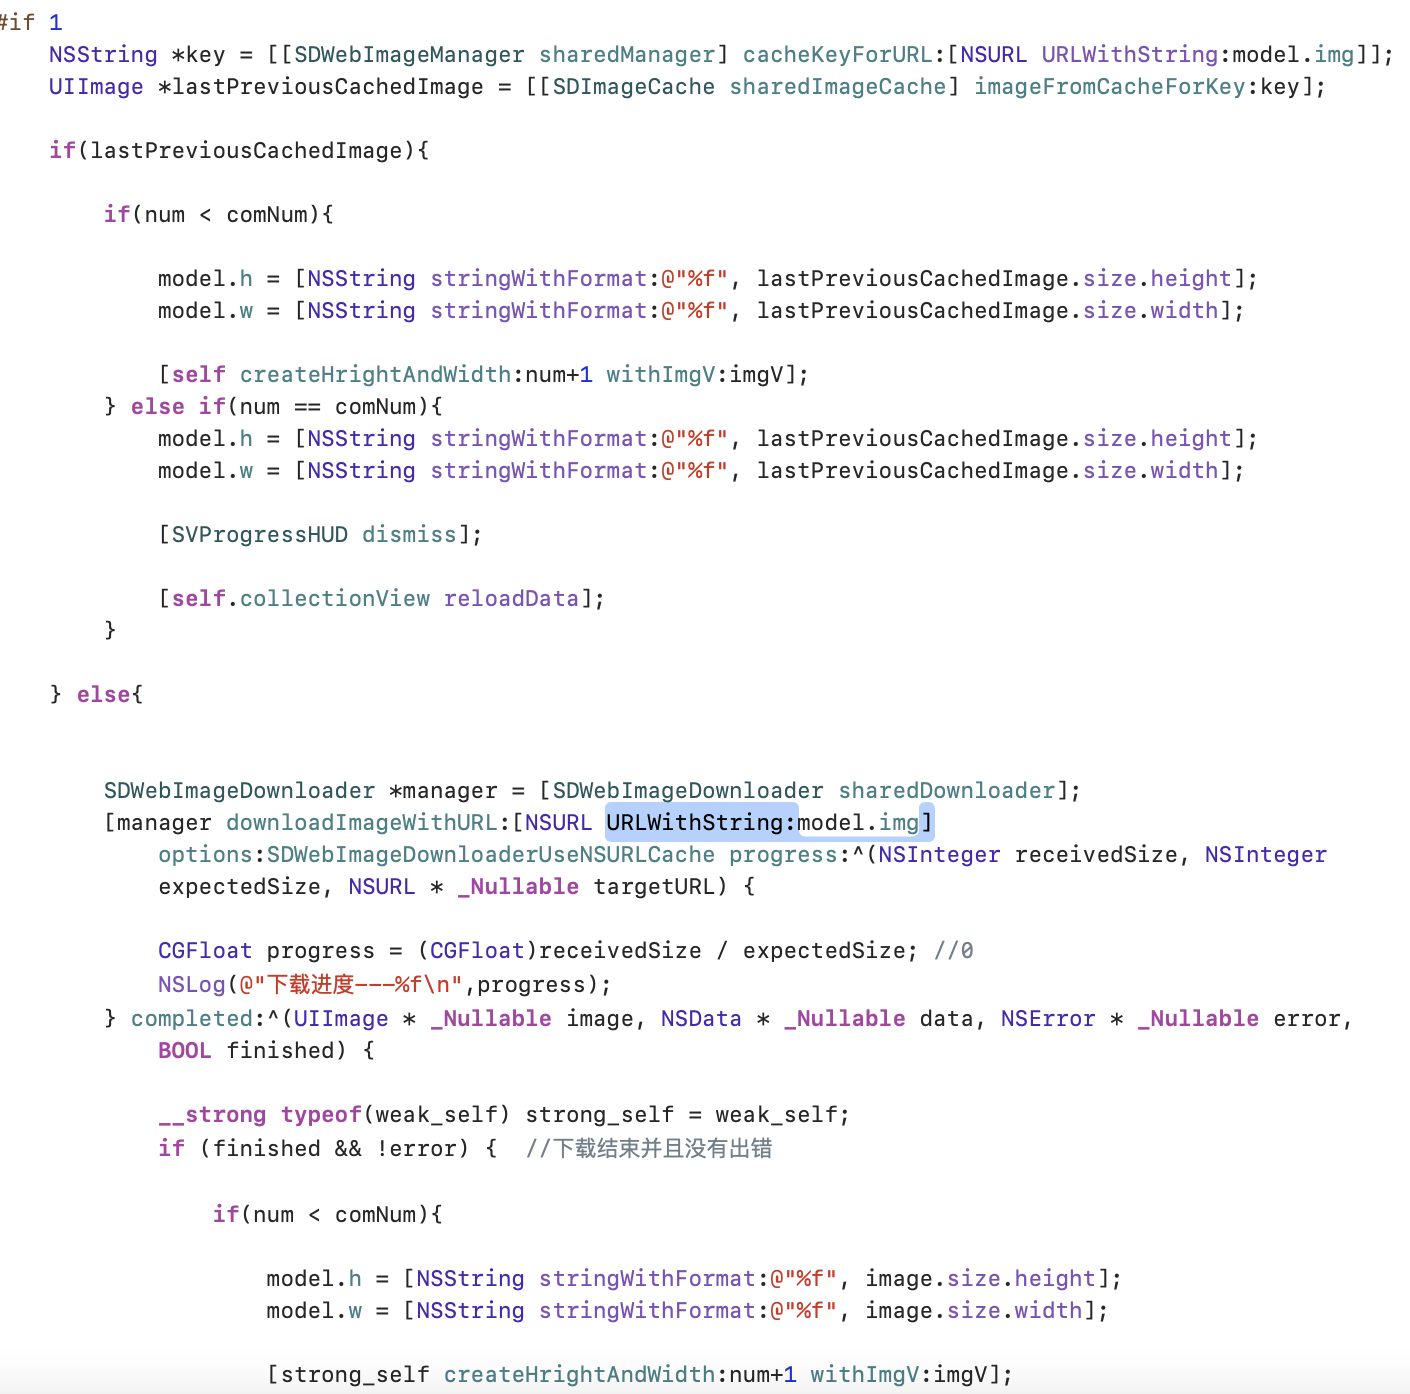 #if 1
NSString *key = [[SDWebImageManager sharedManager] cacheKeyForURL:[NSURL URLWithString:model.img]];
UIImage *lastPreviousCachedImage = [[SDImageCache sharedImageCache] imageFromCacheForKey:key];
if(lastPreviousCachedImage){
if(num < comNum){
model.h = [NSString stringWithFormat:@"%f", lastPreviousCachedImage.size.height];
model.w = [NSString stringWithFormat:@"%f", lastPreviousCachedImage.size.width];
[self createHrightAndWidth:num+1 withImgV:imgV];
} else if(num == comNum){
model.h = [NSString stringWithFormat:@"%f", lastPreviousCachedImage.size.height];
model.w = [NSString stringWithFormat:@"%f", lastPreviousCachedImage.size.width];
[SVProgressHUD dismiss];
[self.collectionView reloadData];
}
} else{
SDWebImageDownloader *manager = [SDWebImageDownloader sharedDownloader];
[manager downloadImageWithURL:[NSURL URLWithString:model.img]
options:SDWebImageDownloaderUseNSURLCache progress:^(NSInteger receivedSize, NSInteger
expectedSize, NSURL * _Nullable targetURL) {
CGFloat progress = (CGFloat)receivedSize / expectedSize; //0
NSLog(@"下载进度---%f\n",progress);
} completed:^(UIImage * _Nullable image, NSData * _Nullable data, NSError * _Nullable error,
BOOL finished) {
__strong typeof(weak_self) strong_self = weak_self;
if (finished && !error) { //下载结束并且没有出错
if(num < comNum){
model.h = [NSString stringWithFormat:@"%f", image.size.height];
model.w = [NSString stringWithFormat:@"%f", image.size.width];
[strong_self createHrightAndWidth:num+1 withImgV:imgV];